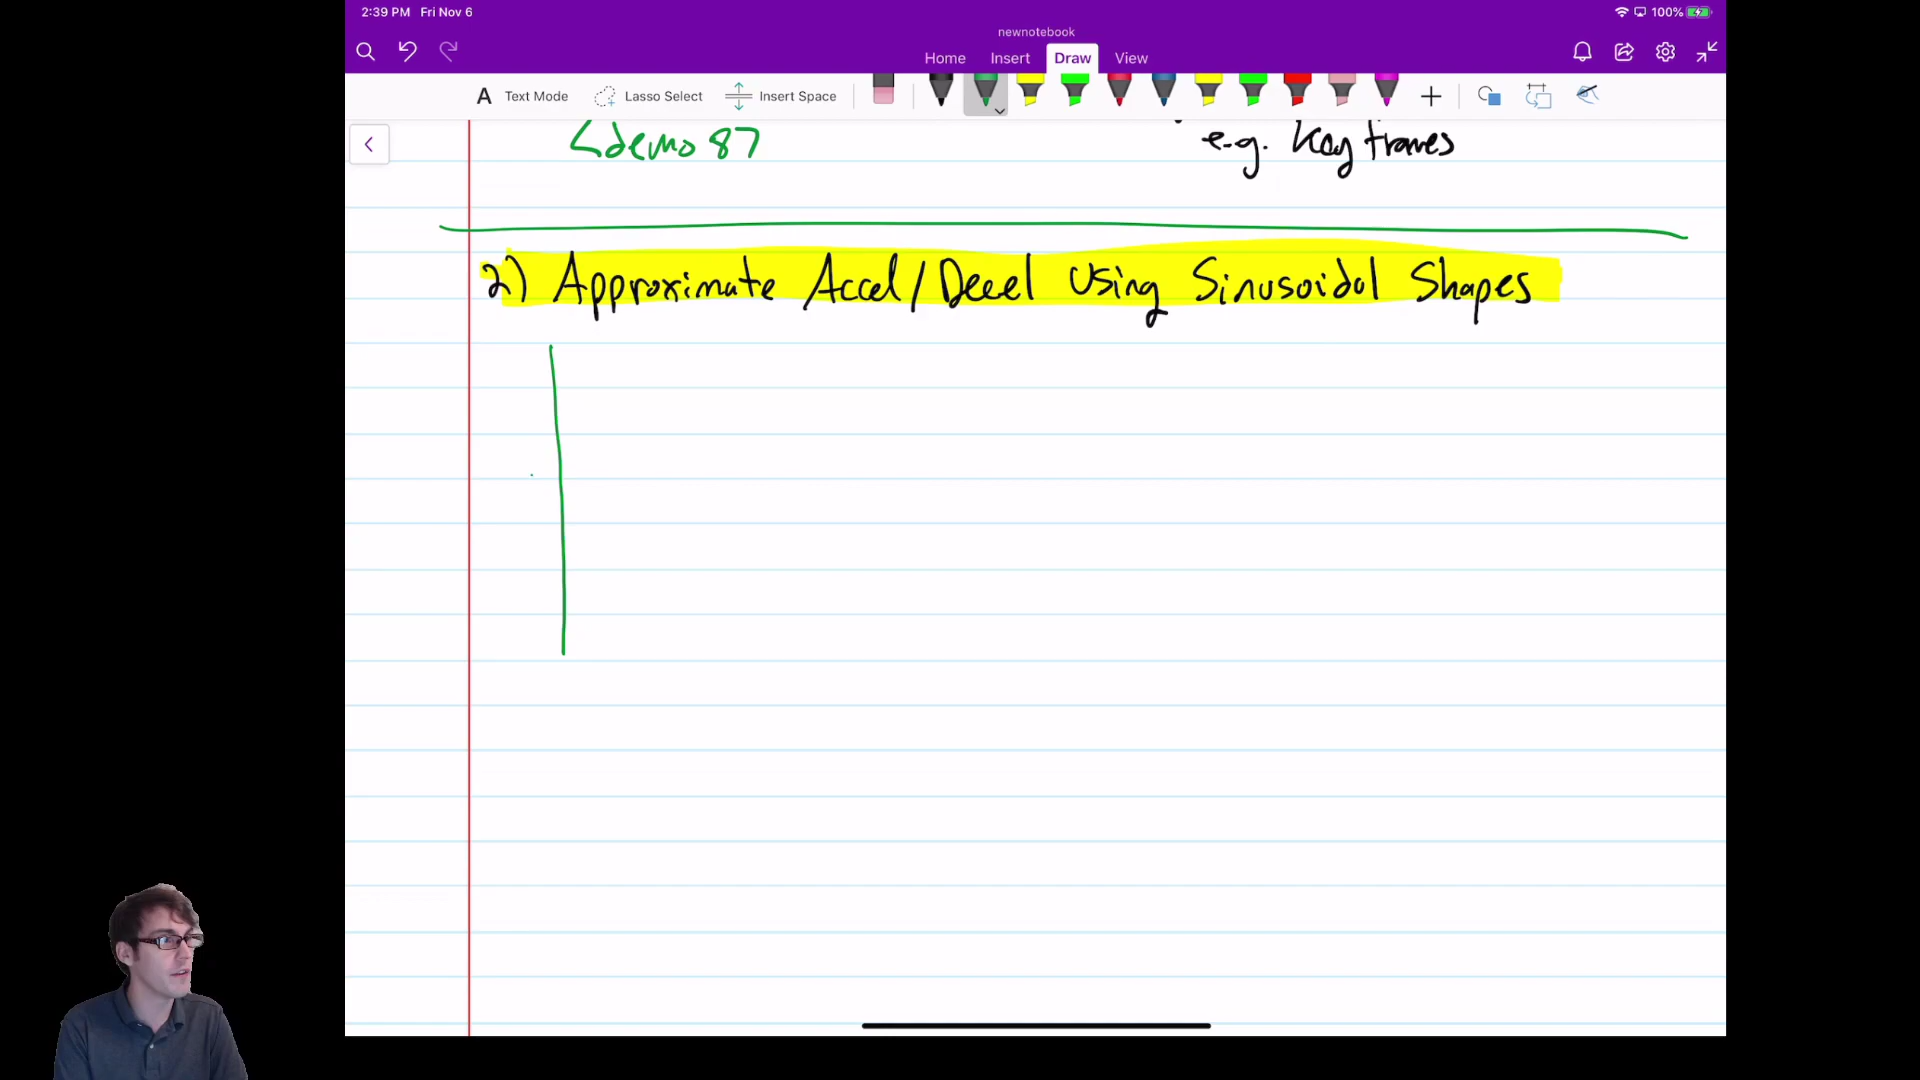 2:39 PM Fri Nov 6
100%
newnotebook
Home Insert Draw View
A Text Mode Lasso Select Insert Space
demo 87
e.g. Key frames
2) Approximate Accel/Decel Using Sinusoidal Shapes